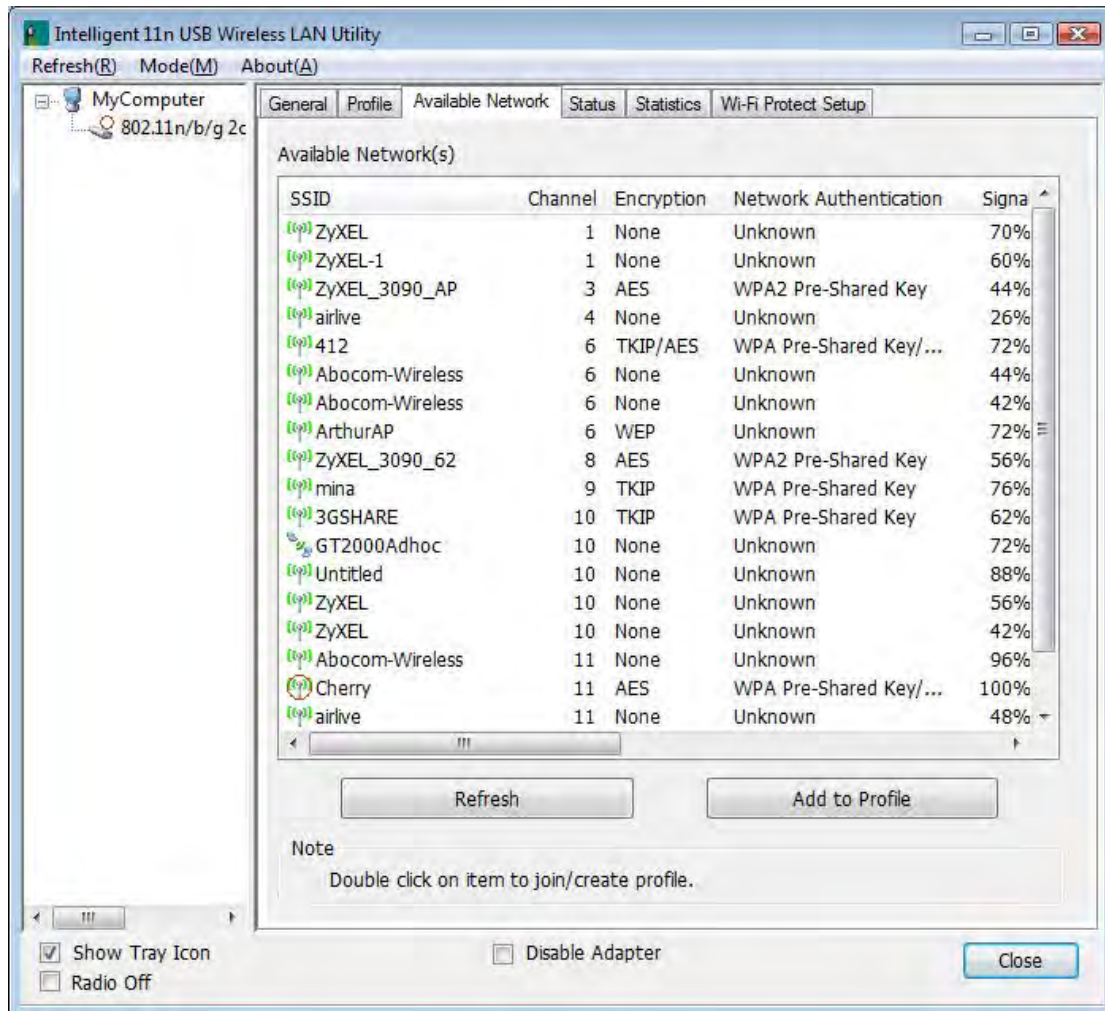 Intelligent 11n USB Wireless LAN Utility
Refresh(R) Mode(M) About(A)
MyComputer
802.11n/b/g 2c
General Profile Available Network Status Statistics Wi-Fi Protect Setup
Available Network(s)
SSID Channel Encryption Network Authentication Signa
ZyXEL 1 None Unknown 70%
ZyXEL-1 1 None Unknown 60%
ZyXEL_3090_AP 3 AES WPA2 Pre-Shared Key 44%
airlive 4 None Unknown 26%
412 6 TKIP/AES WPA Pre-Shared Key/... 72%
Abocom-Wireless 6 None Unknown 44%
Abocom-Wireless 6 None Unknown 42%
ArthurAP 6 WEP Unknown 72%
ZyXEL_3090_62 8 AES WPA2 Pre-Shared Key 56%
mina 9 TKIP WPA Pre-Shared Key 76%
3GSHARE 10 TKIP WPA Pre-Shared Key 62%
GT2000Adhoc 10 None Unknown 72%
Untitled 10 None Unknown 88%
ZyXEL 10 None Unknown 56%
ZyXEL 10 None Unknown 42%
Abocom-Wireless 11 None Unknown 96%
Cherry 11 AES WPA Pre-Shared Key/... 100%
airlive 11 None Unknown 48%
Refresh Add to Profile
Note
Double click on item to join/create profile.
Show Tray Icon Disable Adapter Close
Radio Off